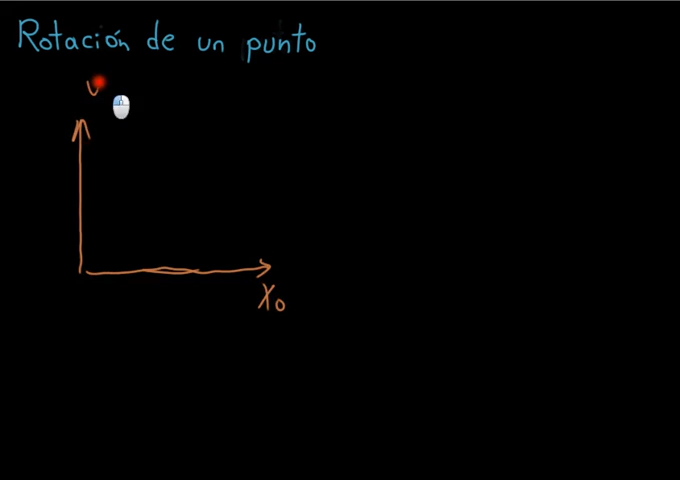 Rotación de un punto
X₀